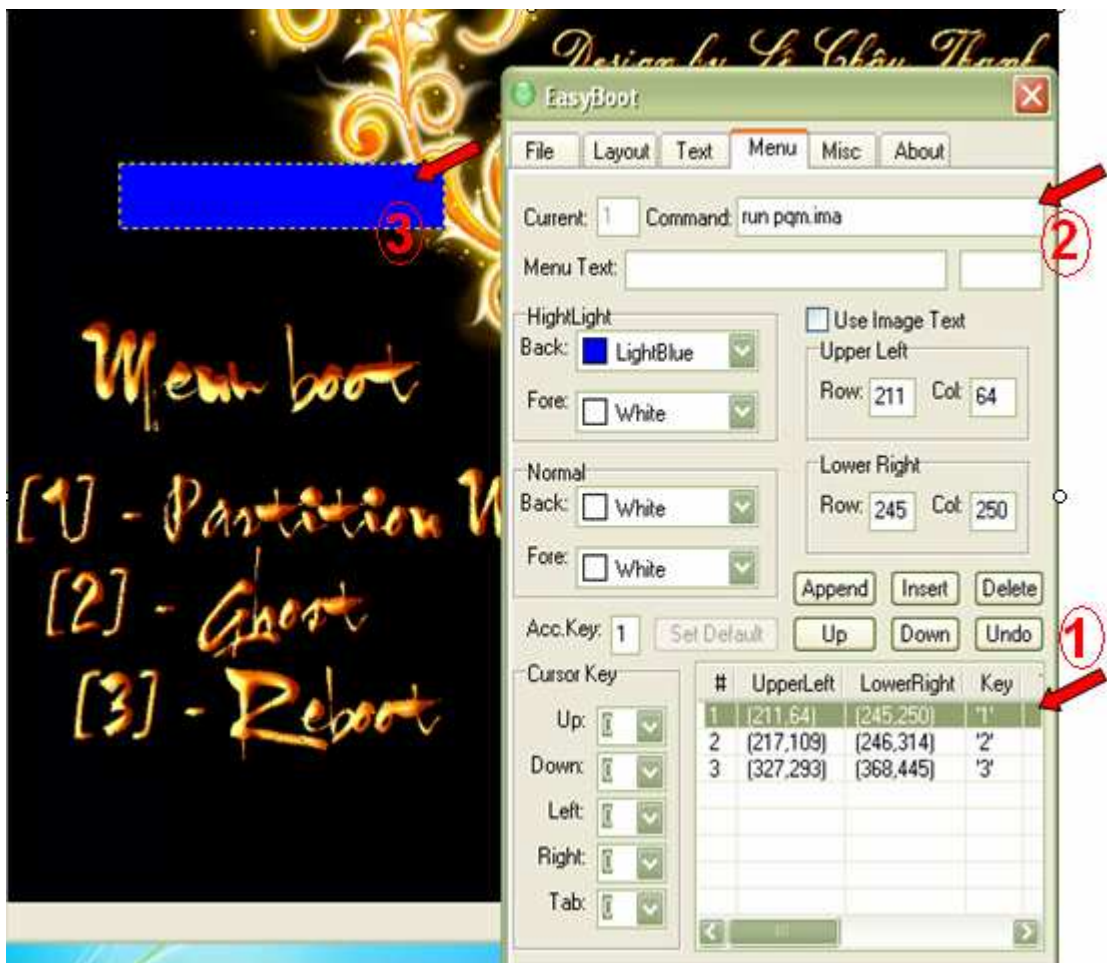 Design by Lê Châu Thanh
EasyBoot
File Layout Text Menu Misc About
Current: 1 Command: run pqm.ima
2
3
Menu Text:
HightLight
Use Image Text
Back: LightBlue
Upper Left
Fore: White
Row: 211 Col: 64
Menu boot
Normal
Lower Right
Back: White
Row: 245 Col: 250
[1] - Partition
Fore: White
Append Insert Delete
[2] - Ghost
Acc.Key: 1 Set Default Up Down Undo
1
[3] - Reboot
Cursor Key
# UpperLeft LowerRight Key
Up:
1 (211,64) (245,250) '1'
2 (217,109) (246,314) '2'
Down:
3 (327,293) (368,445) '3'
Left:
Right:
Tab: